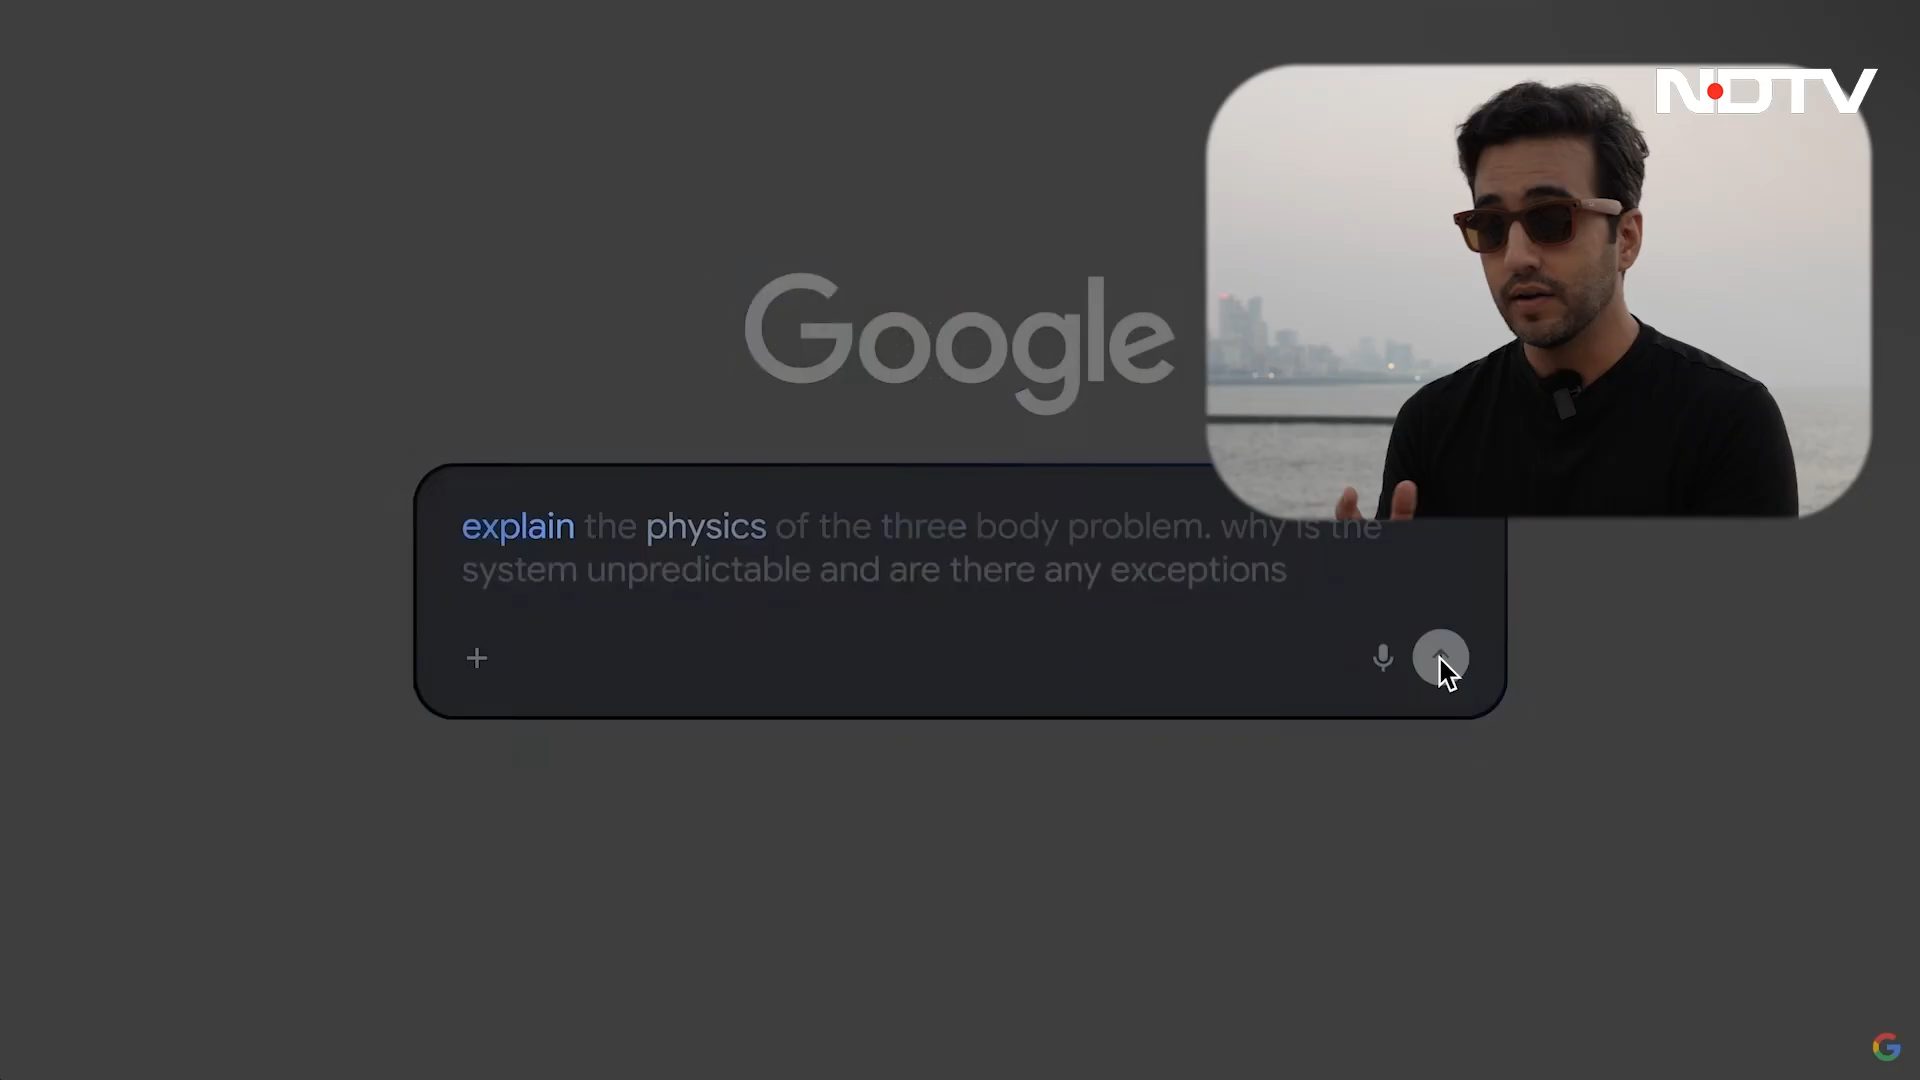 NDTV
Google
explain the physics of the three body problem. why is the
system unpredictable and are there any exceptions